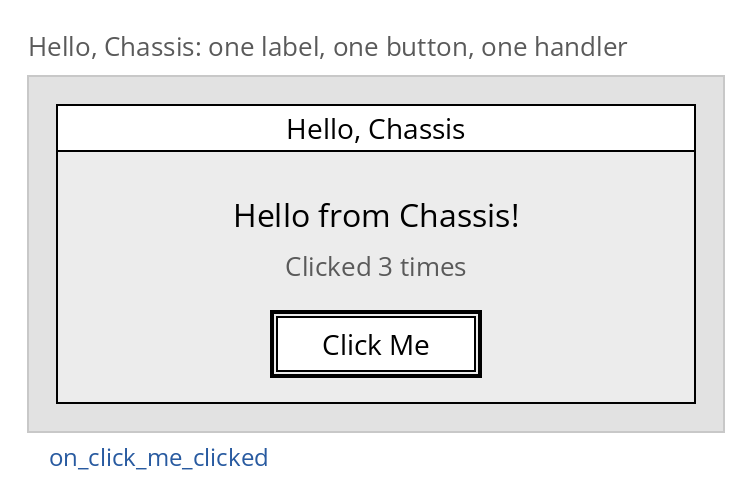 Hello, Chassis: one label, one button, one handler
Hello, Chassis
Hello from Chassis!
Clicked 3 times
Click Me
on_click_me_clicked